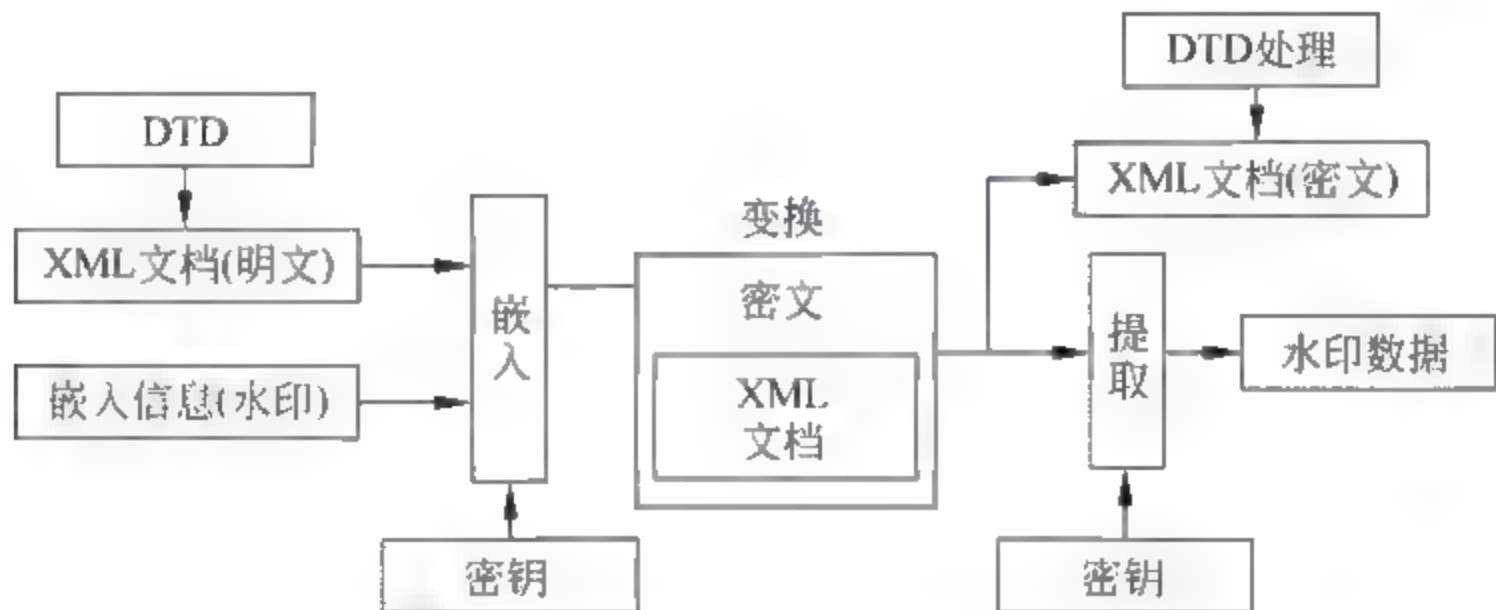 DTD处理
DTD
XML文档(密文)
变换
XML文档(明文)
密文
嵌
入
提
取
水印数据
嵌入信息(水印)
XML
文档
密钥
密钥